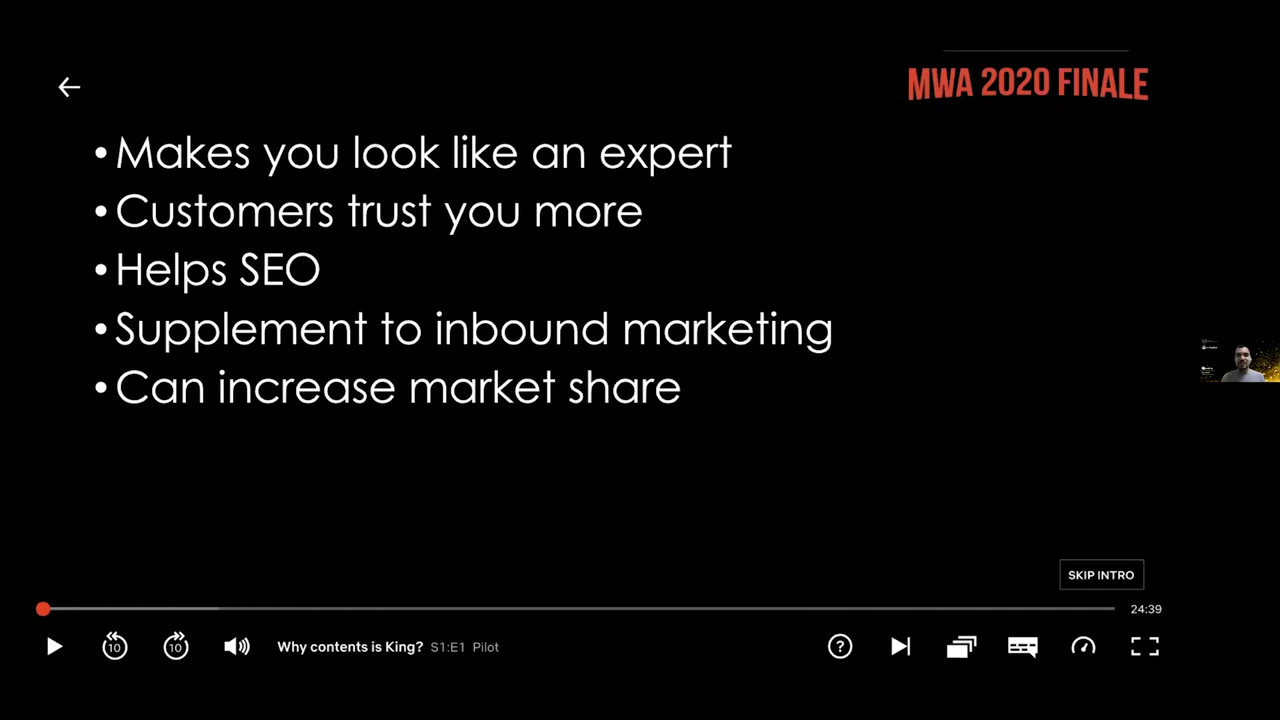 MWA 2020 FINALE
• Makes you look like an expert
• Customers trust you more
• Helps SEO
• Supplement to inbound marketing
• Can increase market share
SKIP INTRO
24:39
10
10
Why contents is King? S1:E1 Pilot
?